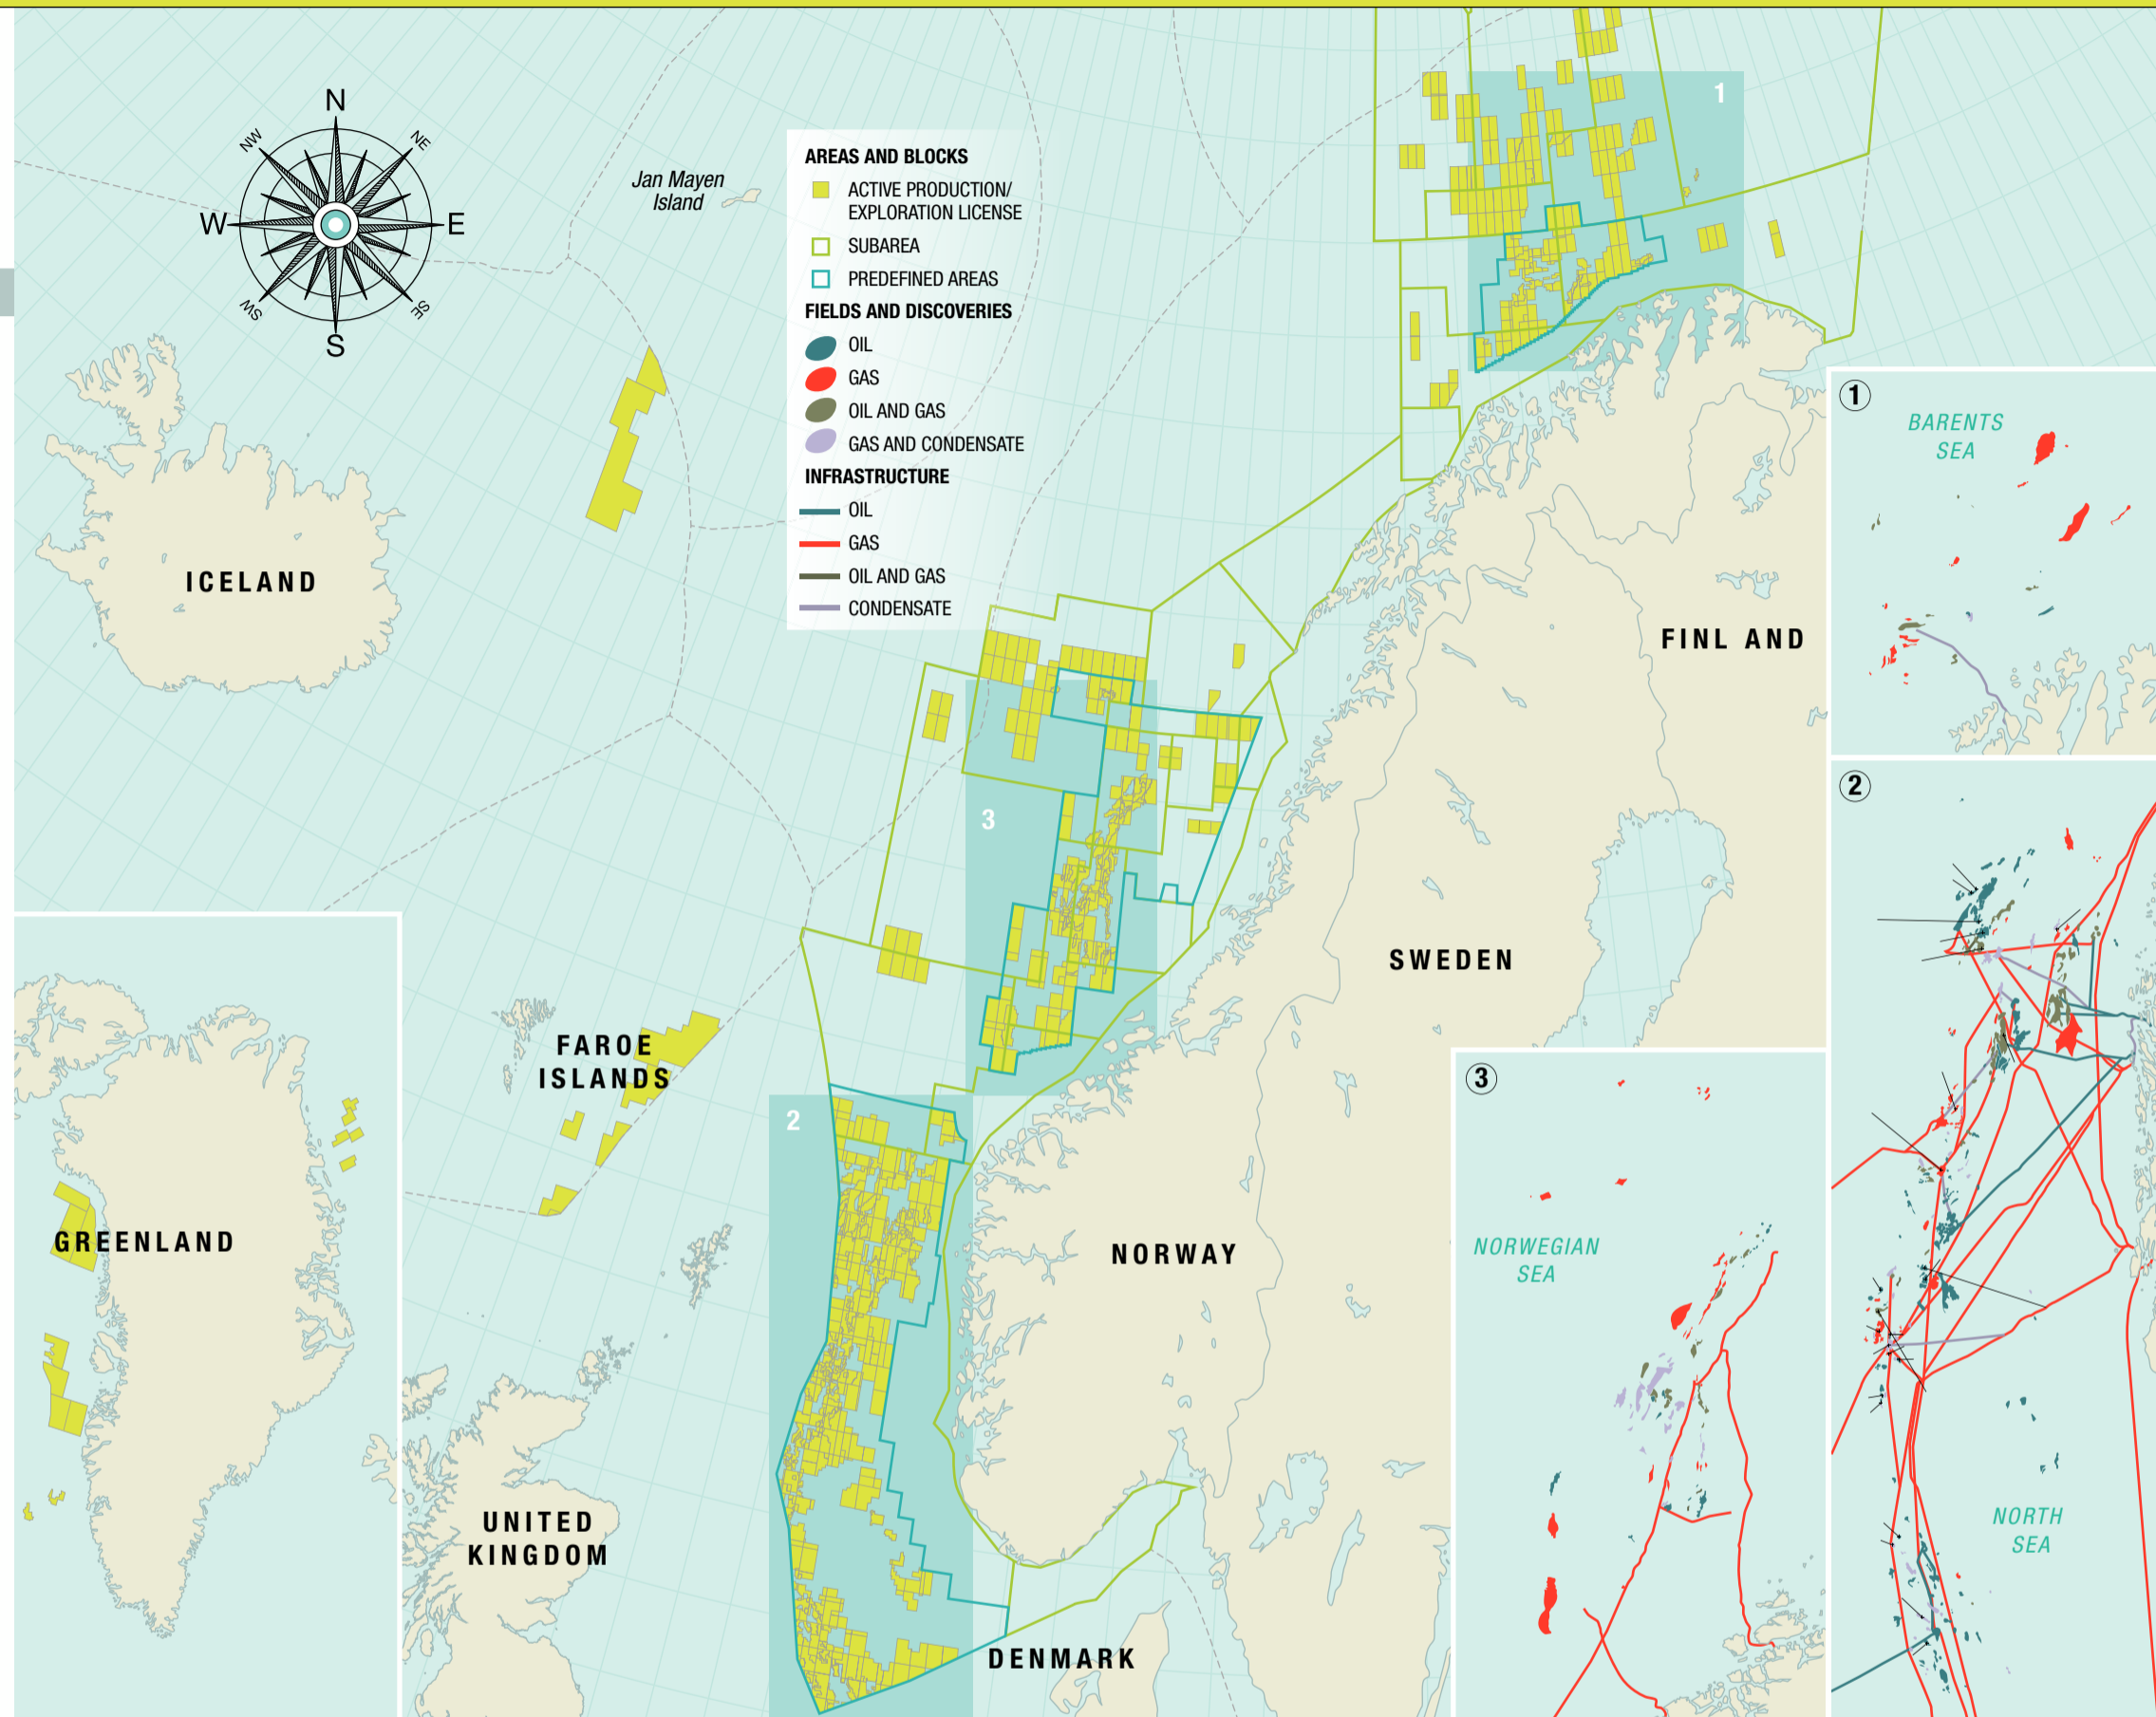 N
NW
NE
W
E
SW
SE
S
Jan Mayen
Island
AREAS AND BLOCKS
ACTIVE PRODUCTION/
EXPLORATION LICENSE
SUBAREA
PREDEFINED AREAS
FIELDS AND DISCOVERIES
OIL
GAS
OIL AND GAS
GAS AND CONDENSATE
INFRASTRUCTURE
OIL
GAS
OIL AND GAS
CONDENSATE
1
ICELAND
FINL AND
3
SWEDEN
FAROE
ISLANDS
2
GREENLAND
NORWAY
UNITED
KINGDOM
DENMARK
1
BARENTS
SEA
2
NORTH
SEA
3
NORWEGIAN
SEA